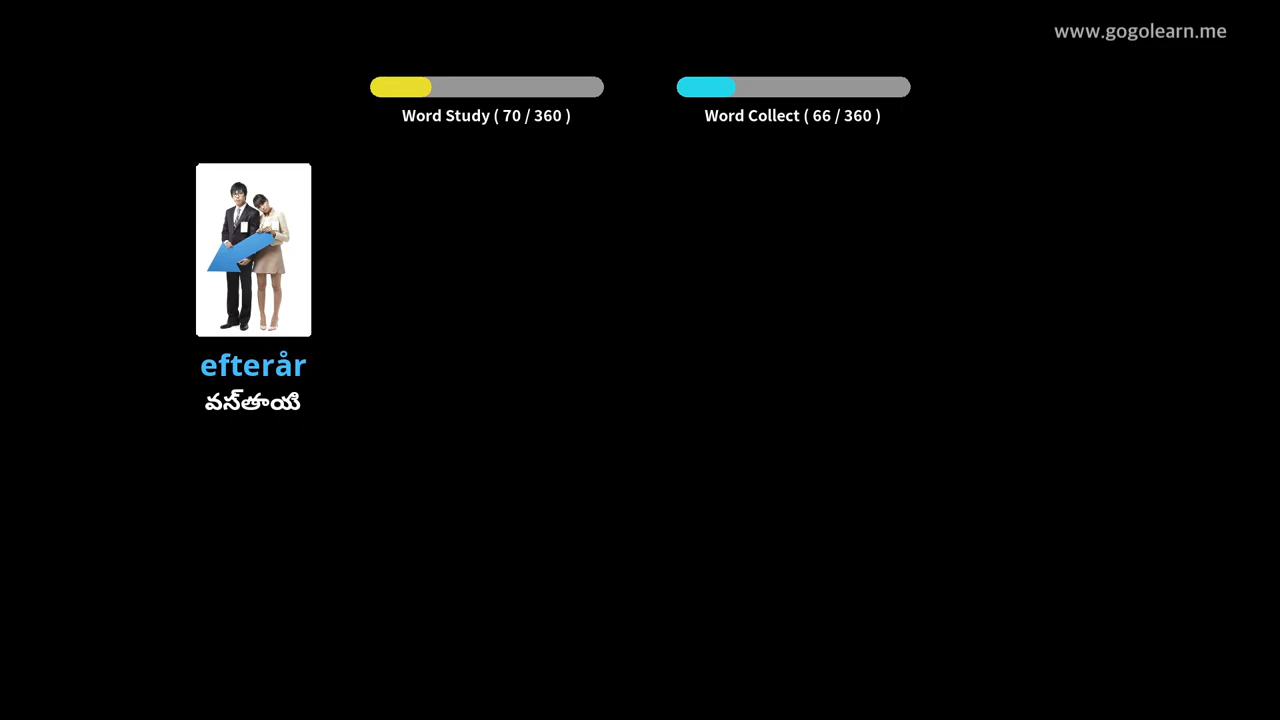 www.gogolearn.me
Word Study ( 70 / 360 )
Word Collect ( 66 / 360 )
efterår
వస్తాయి